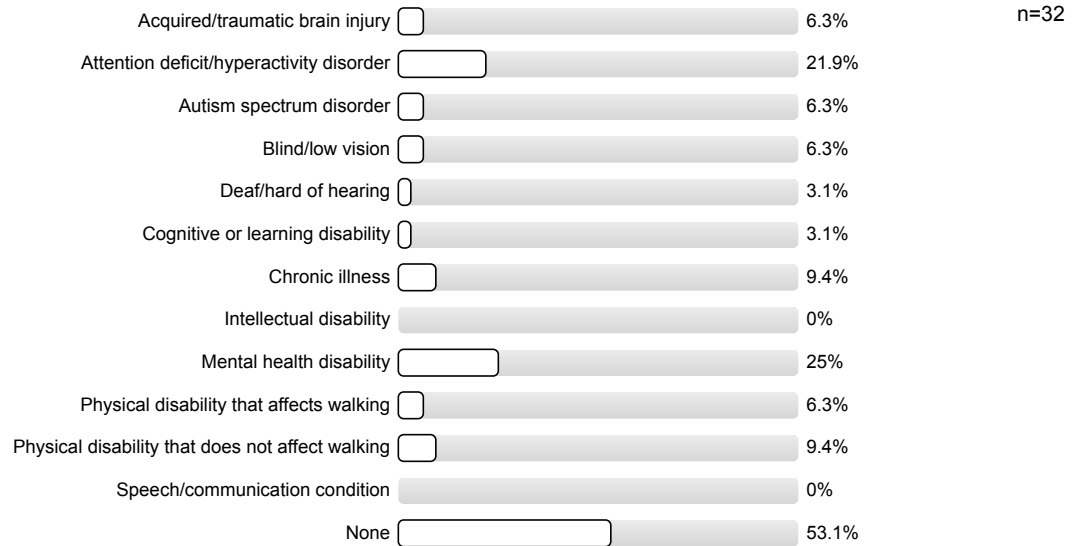 n=32
Acquired/traumatic brain injury 6.3%
Attention deficit/hyperactivity disorder 21.9%
Autism spectrum disorder 6.3%
Blind/low vision 6.3%
Deaf/hard of hearing 3.1%
Cognitive or learning disability 3.1%
Chronic illness 9.4%
Intellectual disability 0%
Mental health disability 25%
Physical disability that affects walking 6.3%
Physical disability that does not affect walking 9.4%
Speech/communication condition 0%
None 53.1%